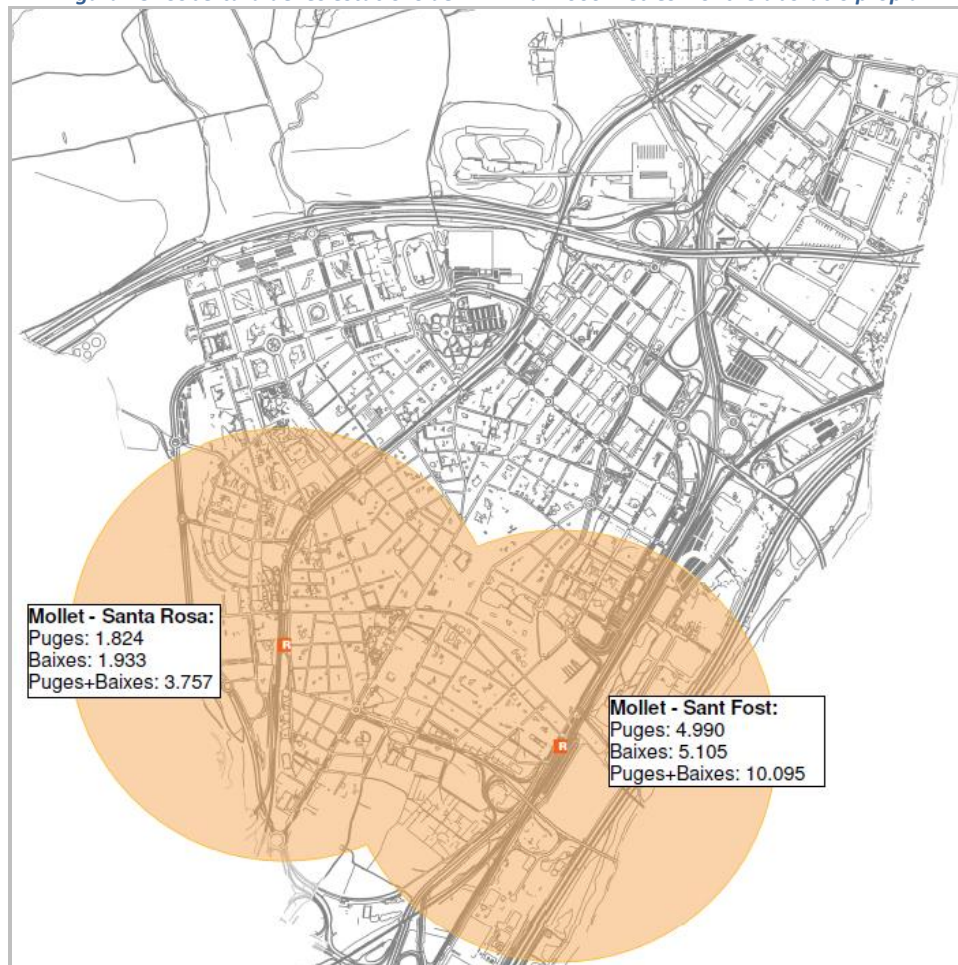 Mollet - Santa Rosa:
Puges: 1.824
Baixes: 1.933
Puges+Baixes: 3.757
R
Mollet - Sant Fost:
Puges: 4.990
Baixes: 5.105
Puges+Baixes: 10.095
R